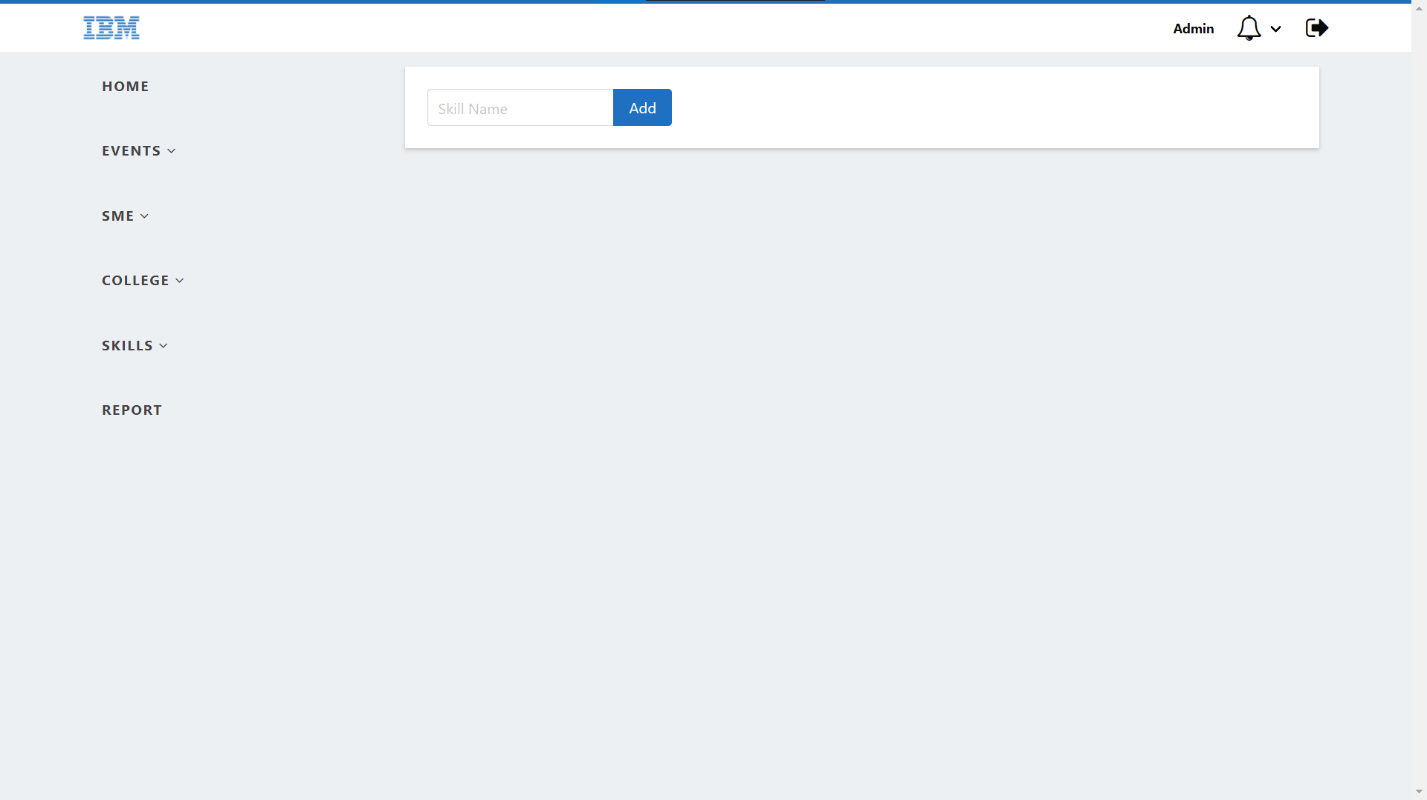 IBM
Admin
HOME
Skill Name
Add
EVENTS
SME
COLLEGE
SKILLS
REPORT